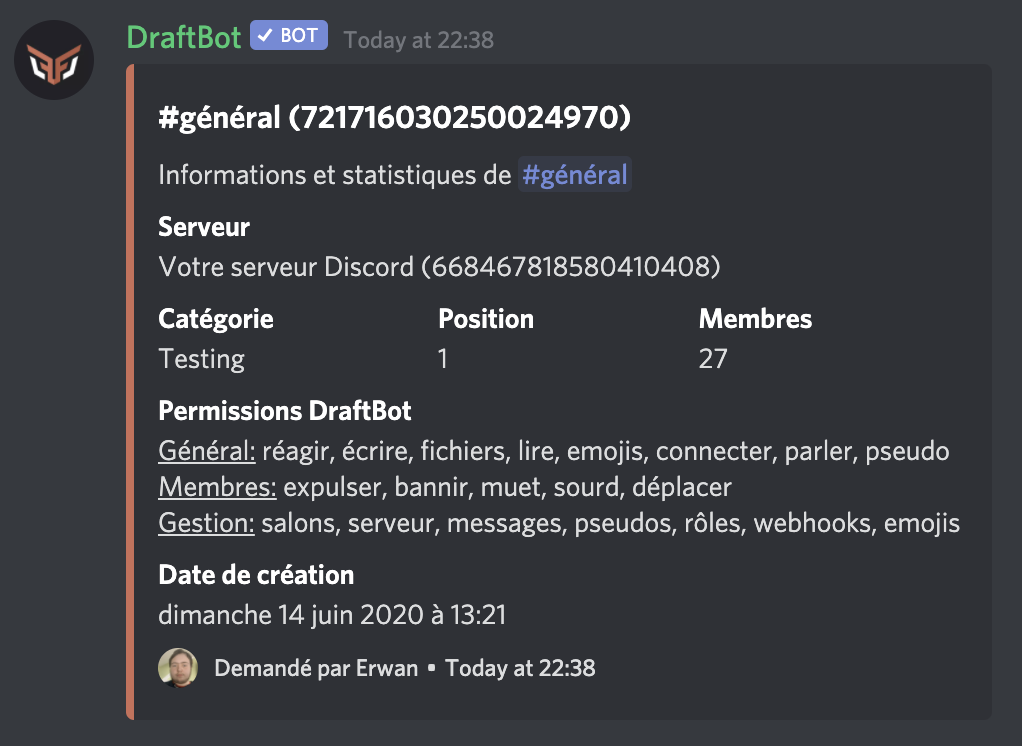 DraftBot ✓ BOT Today at 22:38
#général (721716030250024970)
Informations et statistiques de #général
Serveur
Votre serveur Discord (668467818580410408)
Catégorie Position Membres
Testing 1 27
Permissions DraftBot
Général: réagir, écrire, fichiers, lire, emojis, connecter, parler, pseudo
Membres: expulser, bannir, muet, sourd, déplacer
Gestion: salons, serveur, messages, pseudos, rôles, webhooks, emojis
Date de création
dimanche 14 juin 2020 à 13:21
Demandé par Erwan • Today at 22:38